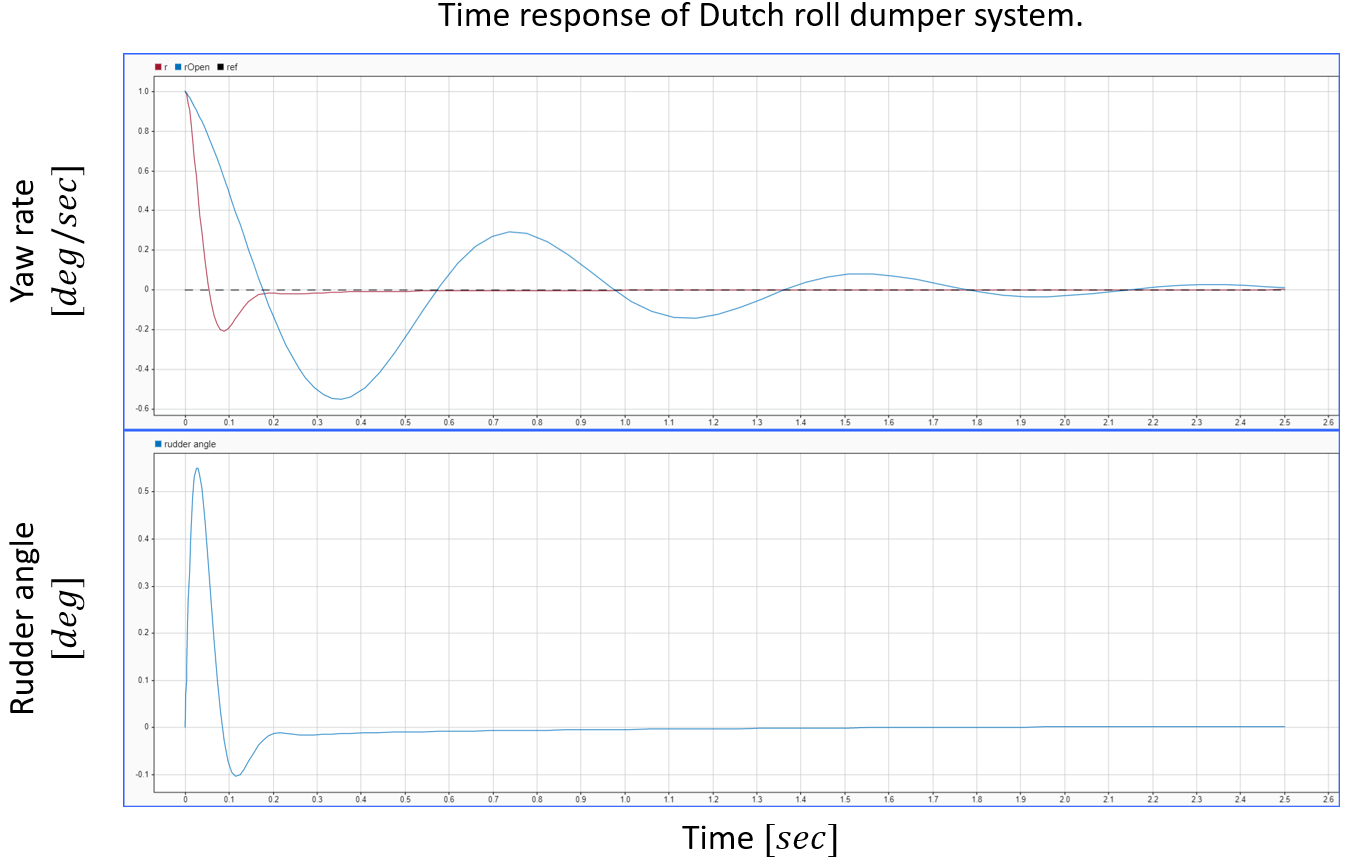 Time response of Dutch roll dumper system.
r rOpen ref
Yaw rate
[deg/sec]
1.0
0.8
0.6
0.4
0.2
0
-0.2
-0.4
-0.6
0 0.1 0.2 0.3 0.4 0.5 0.6 0.7 0.8 0.9 1.0 1.1 1.2 1.3 1.4 1.5 1.6 1.7 1.8 1.9 2.0 2.1 2.2 2.3 2.4 2.5 2.6
rudder angle
Rudder angle
[deg]
0.5
0.4
0.3
0.2
0.1
0
-0.1
0 0.1 0.2 0.3 0.4 0.5 0.6 0.7 0.8 0.9 1.0 1.1 1.2 1.3 1.4 1.5 1.6 1.7 1.8 1.9 2.0 2.1 2.2 2.3 2.4 2.5 2.6
Time [sec]